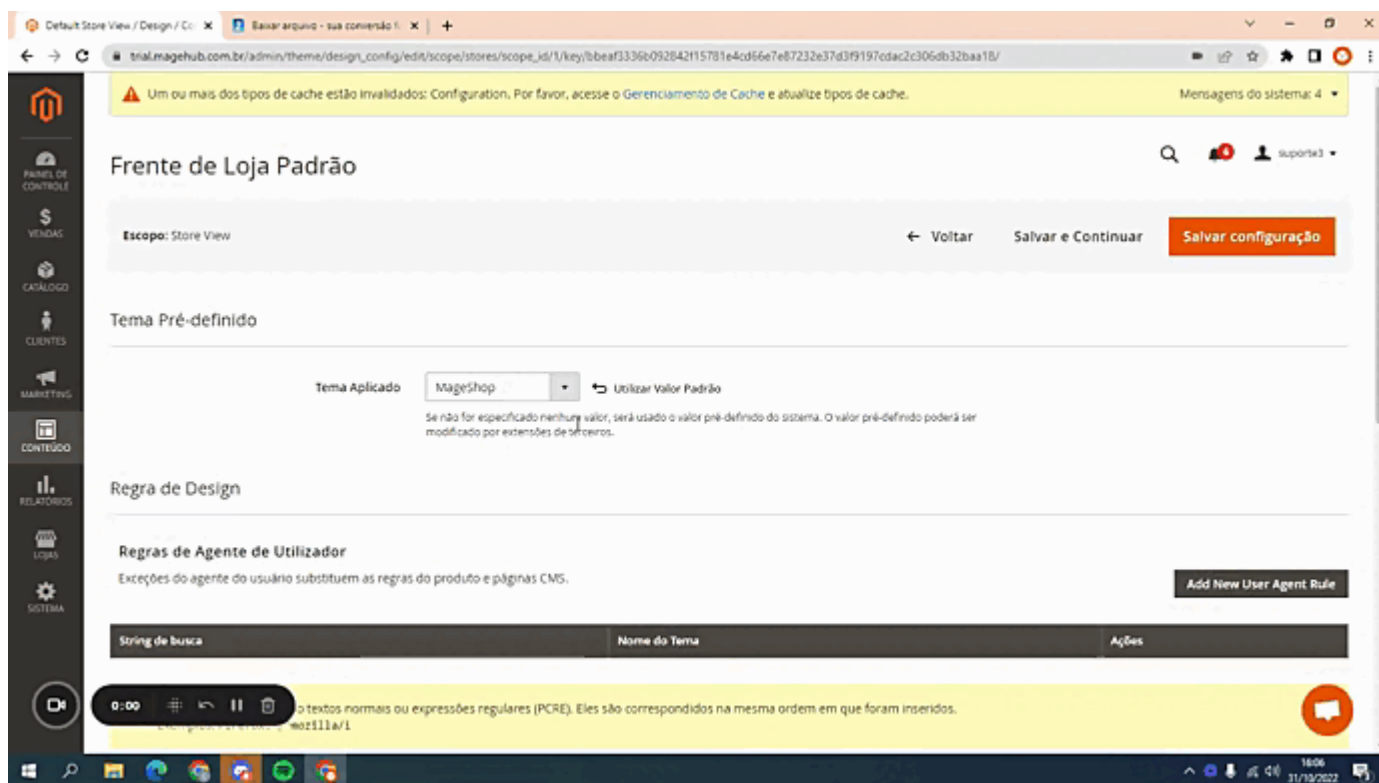 Default Store View / Design / Co
Baixar arquivo - sua conversão f
trial.magehub.com.br/admin/theme/design_config/edit/scope/stores/scope_id/1/key/
Um ou mais dos tipos de cache estão invalidados: Configuration. Por favor, acesse o Gerenciamento de Cache e atualize tipos de cache.
Mensagens do sistema: 4
Frente de Loja Padrão
suporte3
PAINEL DE
CONTROLE
VENDAS
CATÁLOGO
CLIENTES
MARKETING
CONTEÚDO
RELATÓRIOS
LOJAS
SISTEMA
Escopo: Store View
Voltar
Salvar e Continuar
Salvar configuração
Tema Pré-definido
Tema Aplicado
MageShop
Utilizar Valor Padrão
Se não for especificado nenhum valor, será usado o valor pré-definido do sistema. O valor pré-definido poderá ser
modificado por extensões de terceiros.
Regra de Design
Regras de Agente de Utilizador
Exceções do agente do usuário substituem as regras do produto e páginas CMS.
Add New User Agent Rule
String de busca
Nome do Tema
Ações
0:00
o textos normais ou expressões regulares (PCRE). Eles são correspondidos na mesma ordem em que foram inseridos.
mozilla/i
16:06
31/10/2022